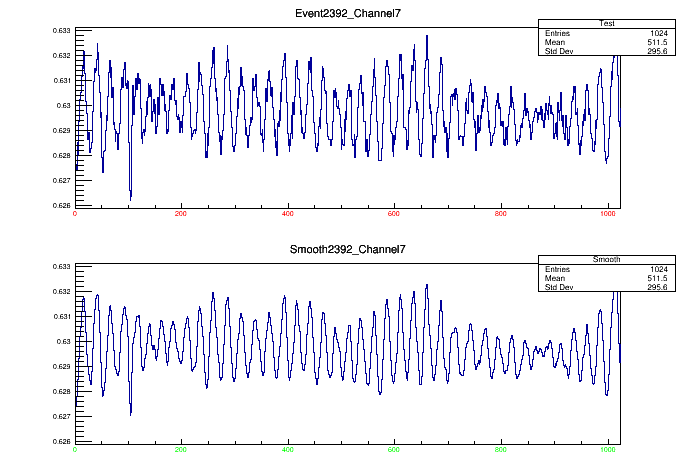 Event2392_Channel7
Test
Entries 1024
Mean 511.5
Std Dev 295.6
0.633
0.632
0.631
0.63
0.629
0.628
0.627
0.626
0 200 400 600 800 1000
Smooth2392_Channel7
Smooth
Entries 1024
Mean 511.5
Std Dev 295.6
0.633
0.632
0.631
0.63
0.629
0.628
0.627
0.626
0 200 400 600 800 1000